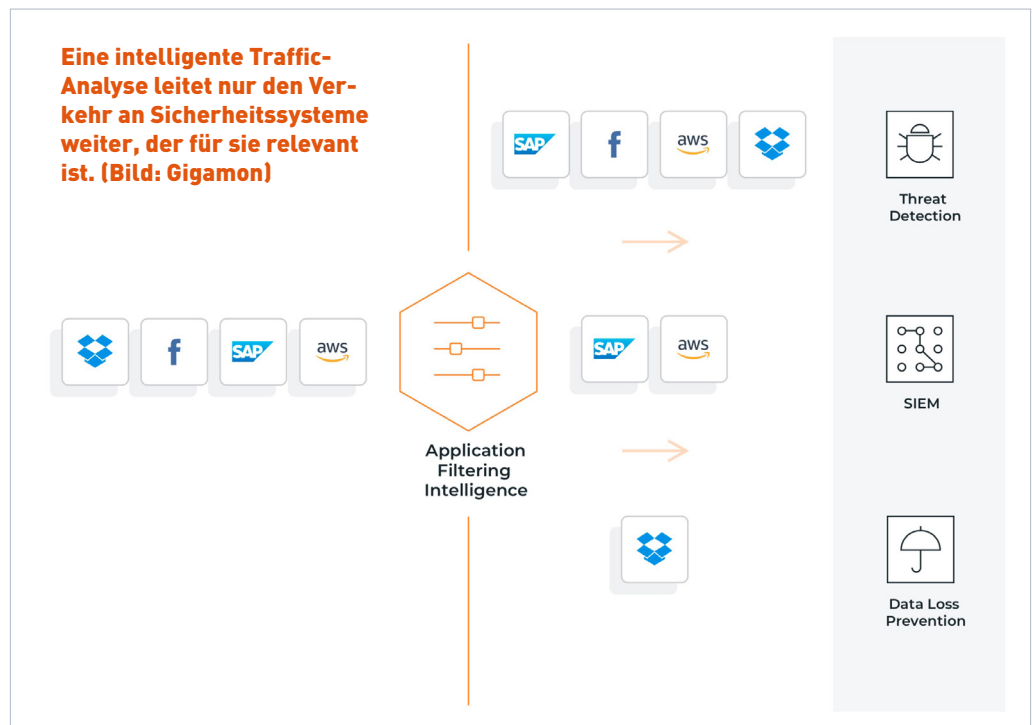 Eine intelligente Traffic-
Analyse leitet nur den Ver-
kehr an Sicherheitssysteme
weiter, der für sie relevant
ist. (Bild: Gigamon)
SAP
f
aws
Threat
Detection
f
SAP
aws
Application
Filtering
Intelligence
SAP
aws
SIEM
Data Loss
Prevention